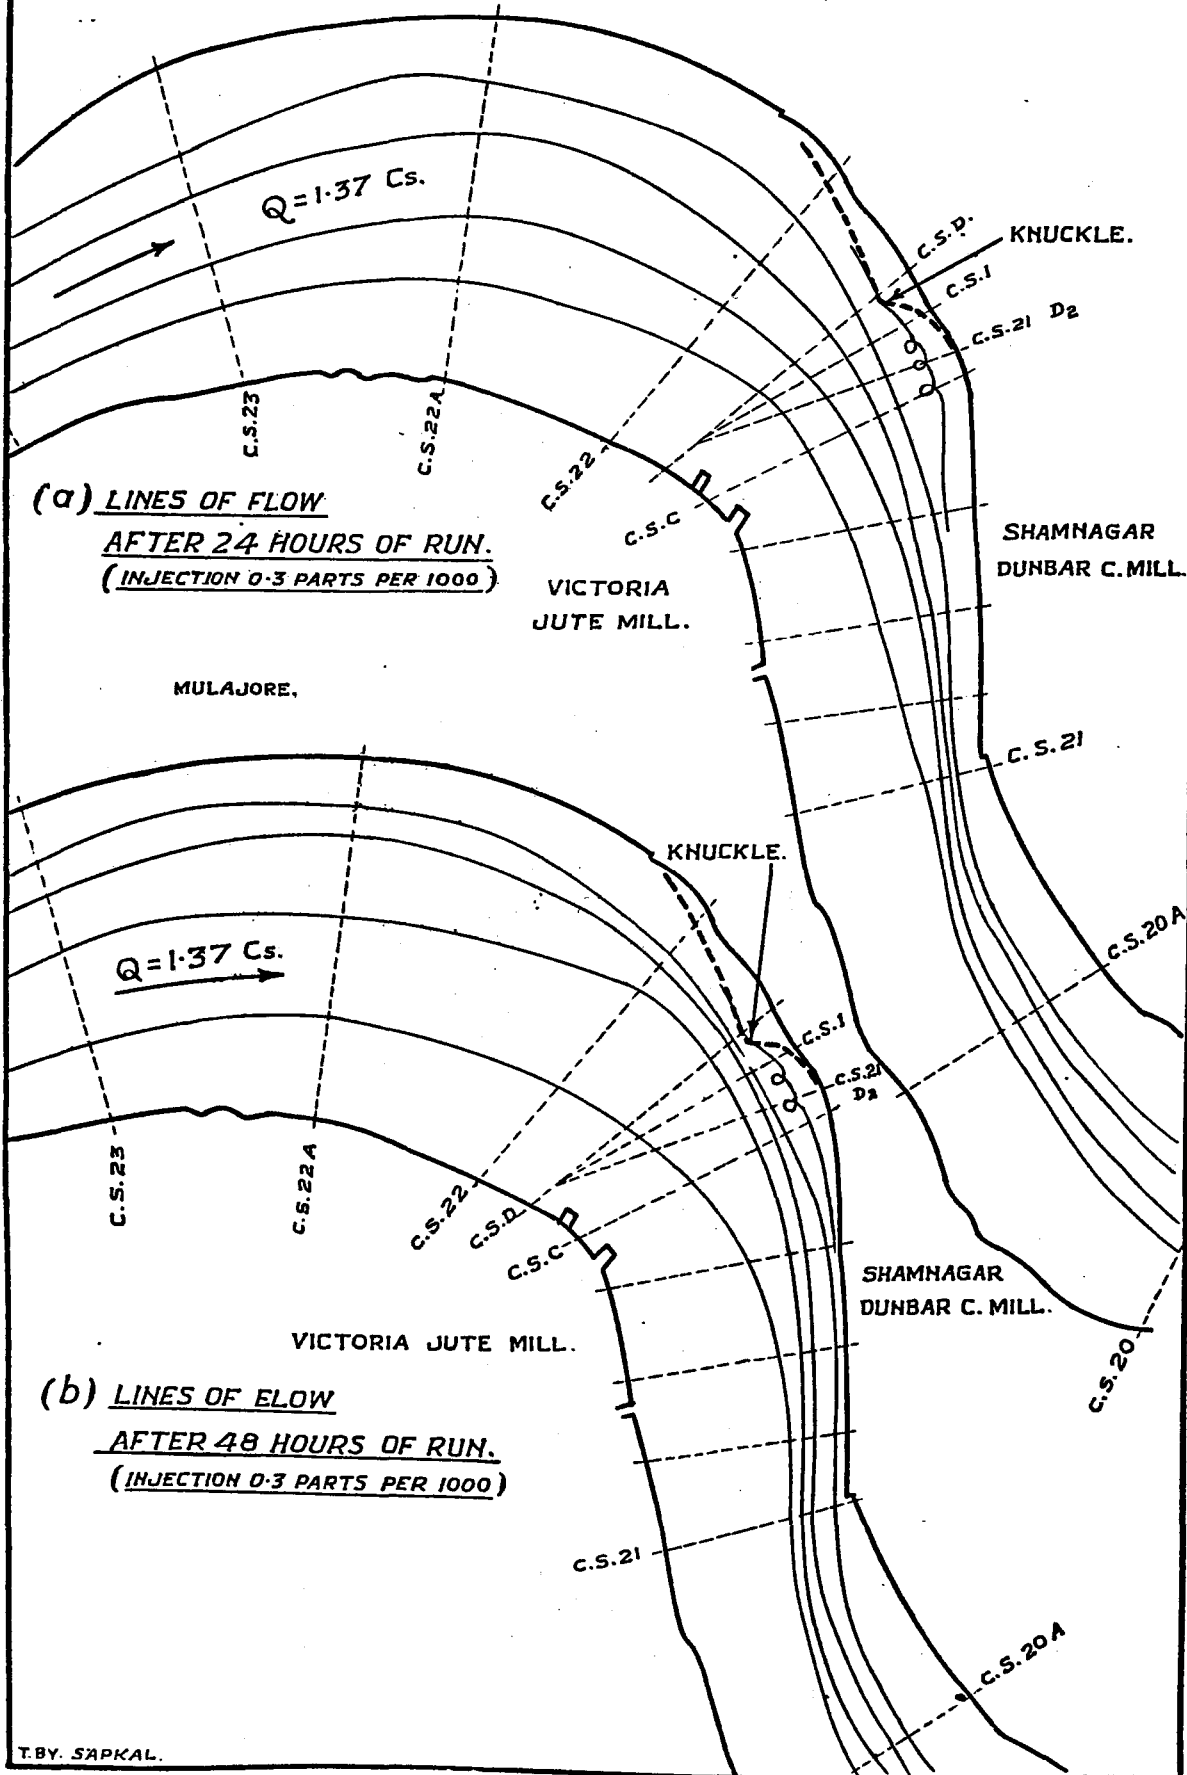 Q=1·37 Cs.
C.S.D.
KNUCKLE.
C.S.1
C.S.21 D2
C.S.23
C.S.22A
C.S.22
C.S.C
(a) LINES OF FLOW
AFTER 24 HOURS OF RUN.
(INJECTION 0·3 PARTS PER 1000)
VICTORIA
JUTE MILL.
SHAMNAGAR
DUNBAR C. MILL.
MULAJORE.
C.S.21
C.S.20A
C.S.20
KNUCKLE.
Q=1·37 Cs.
C.S.1
C.S.21
D2
C.S.23
C.S.22A
C.S.22
C.S.D
C.S.C
SHAMNAGAR
DUNBAR C. MILL.
VICTORIA JUTE MILL.
(b) LINES OF ELOW
AFTER 48 HOURS OF RUN.
(INJECTION 0·3 PARTS PER 1000)
C.S.21
C.S.20A
T.BY. SAPKAL.